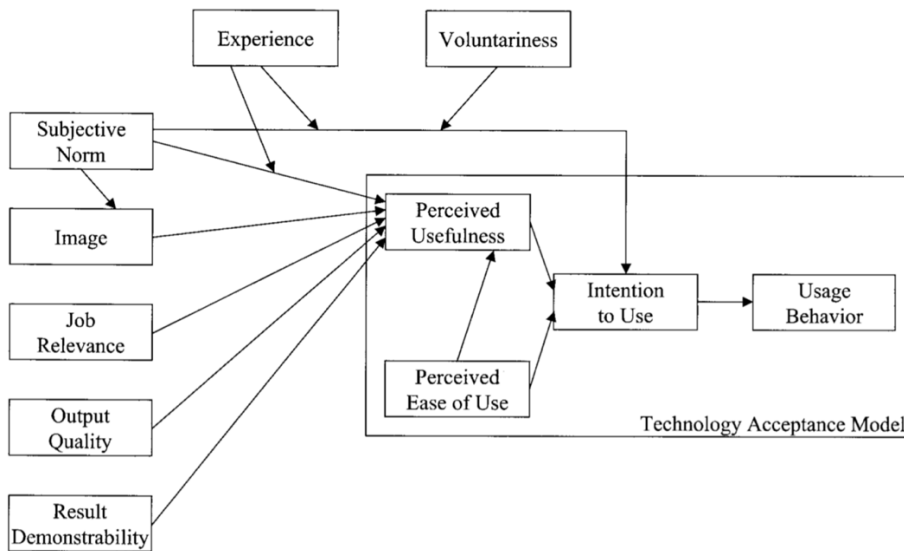 Experience
Voluntariness
Subjective
Norm
Image
Perceived
Usefulness
Intention
to Use
Usage
Behavior
Job
Relevance
Perceived
Ease of Use
Output
Quality
Technology Acceptance Model
Result
Demonstrability